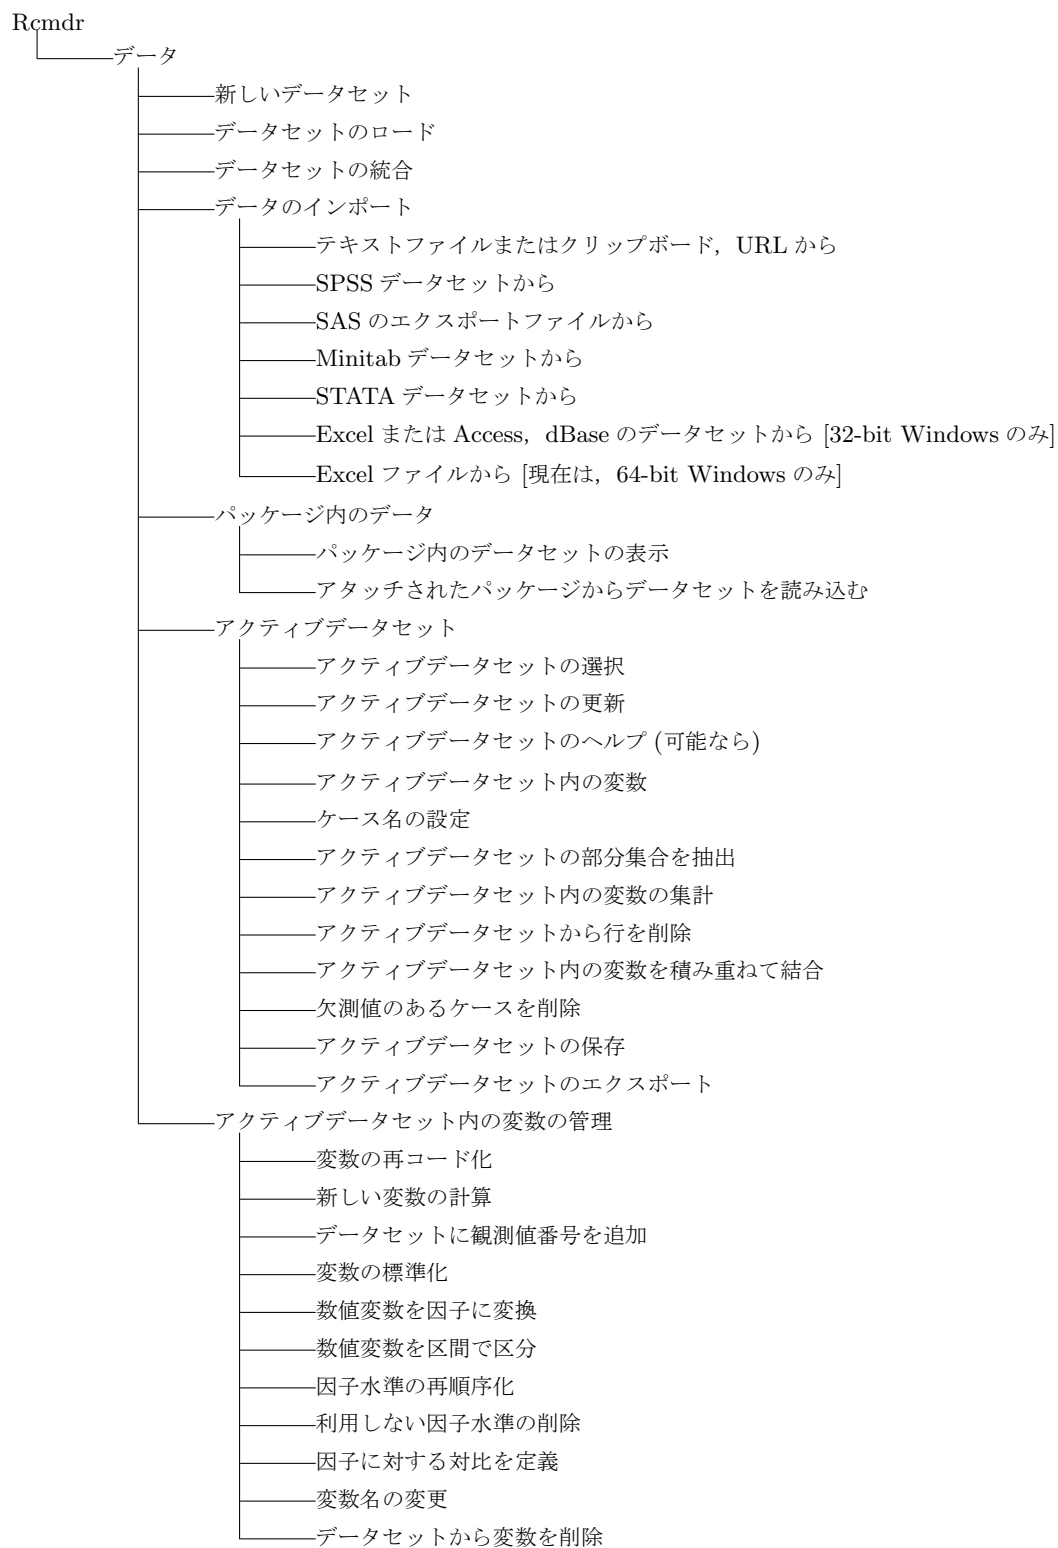 Rcmdr
データ
新しいデータセット
データセットのロード
データセットの統合
データのインポート
テキストファイルまたはクリップボード，URL から
SPSS データセットから
SAS のエクスポートファイルから
Minitab データセットから
STATA データセットから
Excel または Access，dBase のデータセットから [32-bit Windows のみ]
Excel ファイルから [現在は，64-bit Windows のみ]
パッケージ内のデータ
パッケージ内のデータセットの表示
アタッチされたパッケージからデータセットを読み込む
アクティブデータセット
アクティブデータセットの選択
アクティブデータセットの更新
アクティブデータセットのヘルプ (可能なら)
アクティブデータセット内の変数
ケース名の設定
アクティブデータセットの部分集合を抽出
アクティブデータセット内の変数の集計
アクティブデータセットから行を削除
アクティブデータセット内の変数を積み重ねて結合
欠測値のあるケースを削除
アクティブデータセットの保存
アクティブデータセットのエクスポート
アクティブデータセット内の変数の管理
変数の再コード化
新しい変数の計算
データセットに観測値番号を追加
変数の標準化
数値変数を因子に変換
数値変数を区間で区分
因子水準の再順序化
利用しない因子水準の削除
因子に対する対比を定義
変数名の変更
データセットから変数を削除